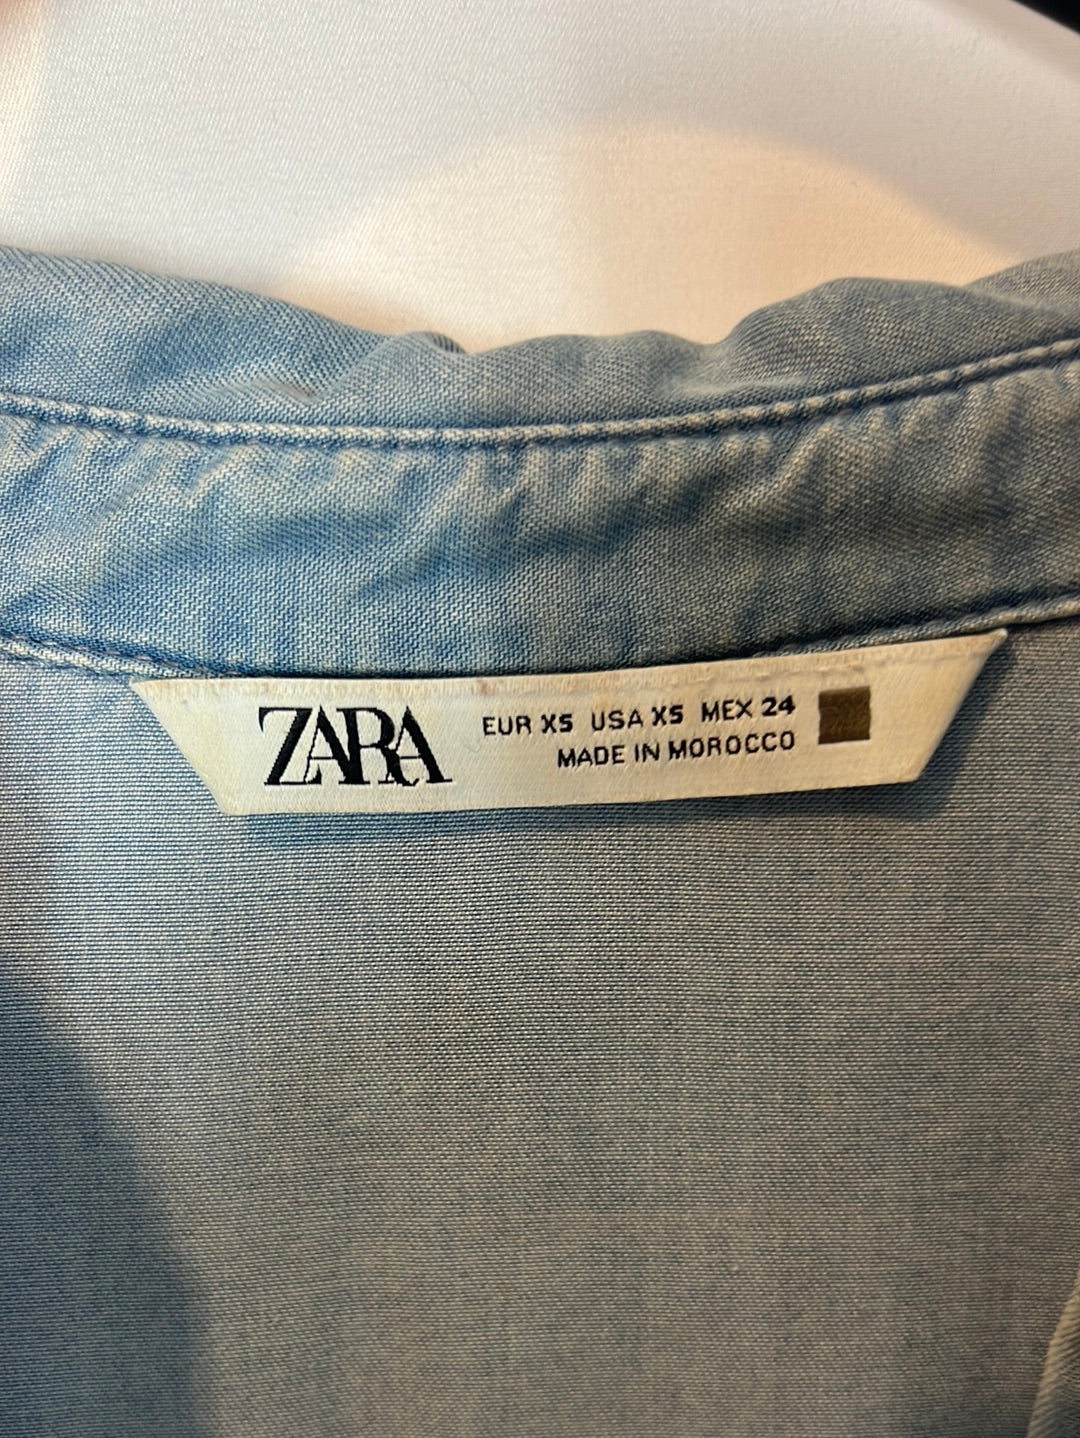 ZARA
EUR XS USA XS MEX 24
MADE IN MOROCCO